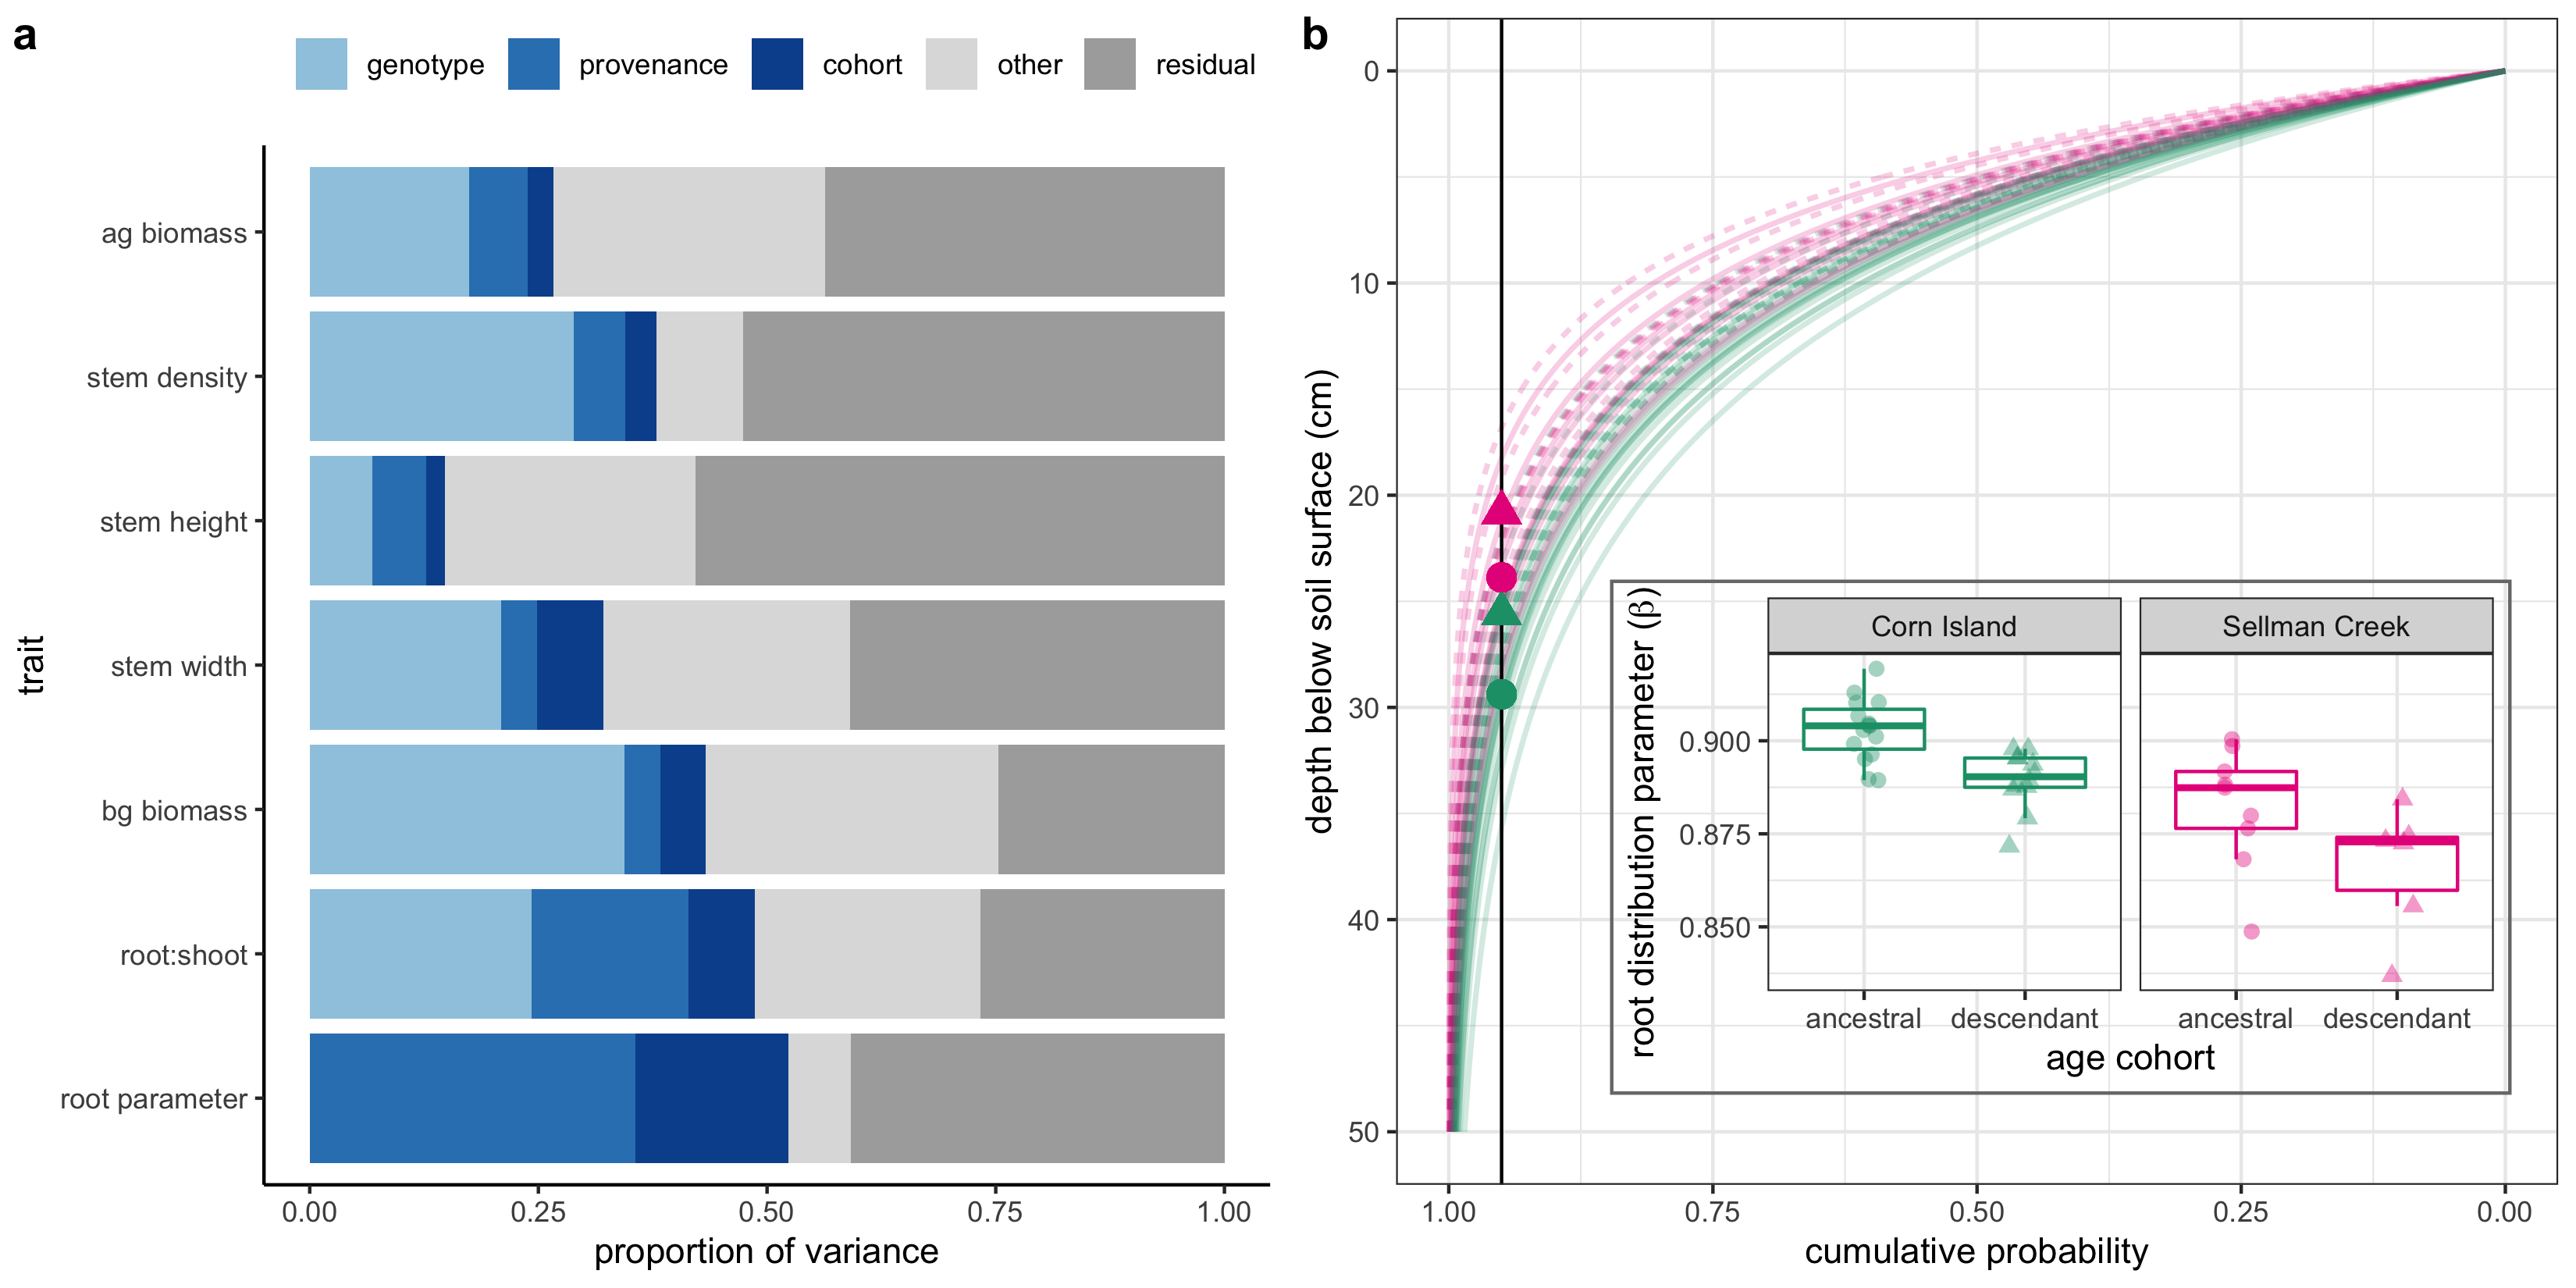 a
genotype provenance cohort other residual
trait
ag biomass
stem density
stem height
stem width
bg biomass
root:shoot
root parameter
0.00 0.25 0.50 0.75 1.00
proportion of variance
b
depth below soil surface (cm)
0
10
20
30
40
50
1.00 0.75 0.50 0.25 0.00
cumulative probability
root distribution parameter (β)
Corn Island Sellman Creek
0.900
0.875
0.850
ancestral descendant ancestral descendant
age cohort